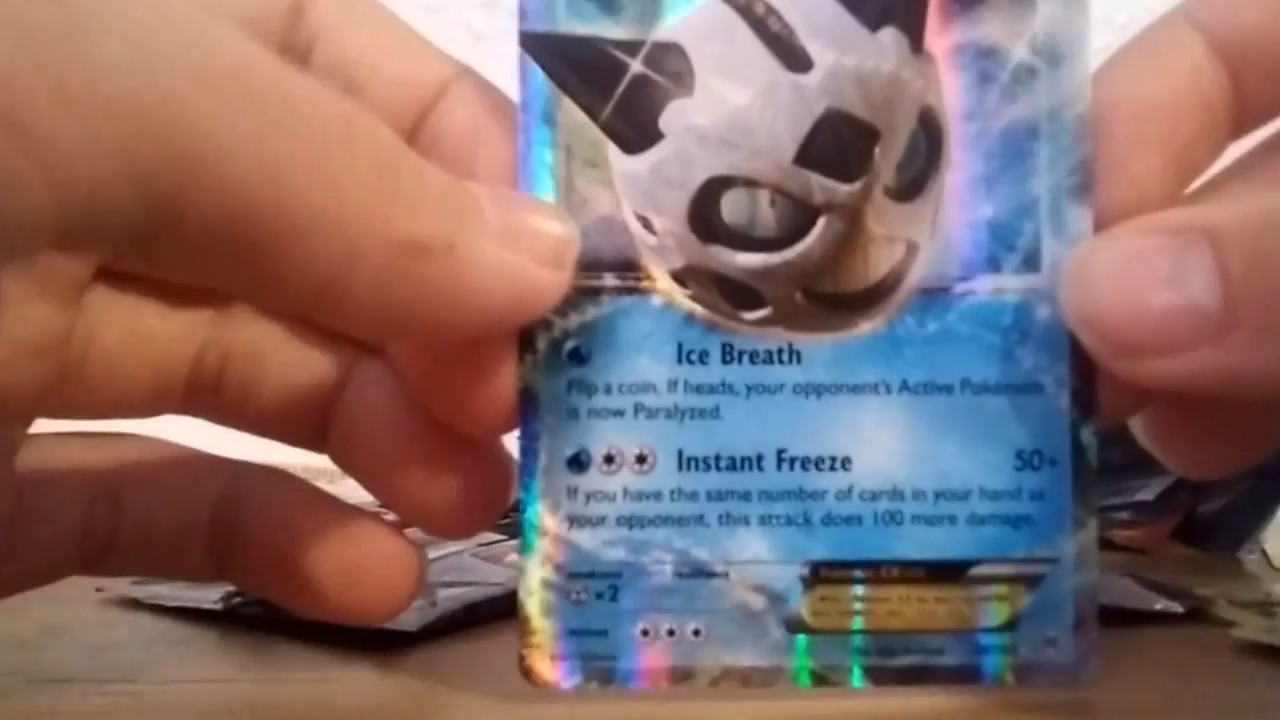 Ice Breath
Flip a coin. If heads, your opponent's Active Pokémon
is now Paralyzed.
Instant Freeze 50+
If you have the same number of cards in your hand as
your opponent, this attack does 100 more damage.
×2